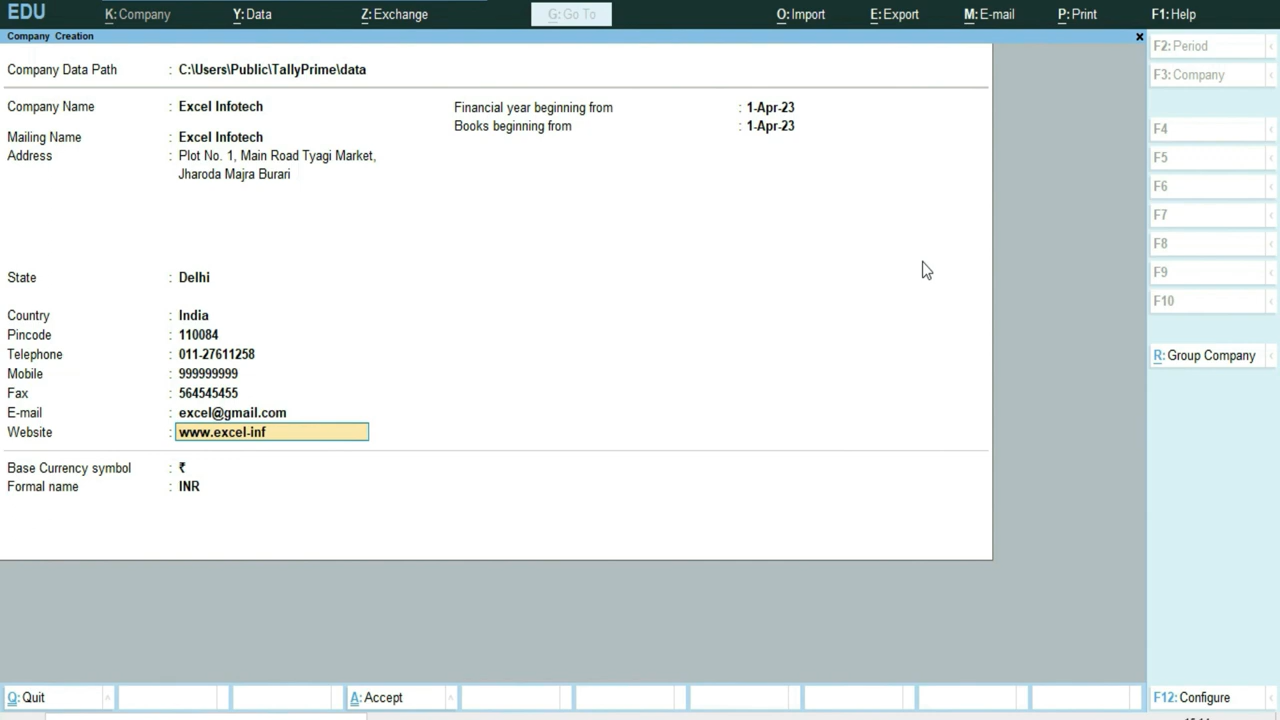 EDU K: Company Y: Data Z: Exchange G: Go To O: Import E: Export M: E-mail P: Print F1: Help
Company Creation
F2: Period
Company Data Path : C:\Users\Public\TallyPrime\data
F3: Company
Company Name : Excel Infotech
Financial year beginning from : 1-Apr-23
Books beginning from : 1-Apr-23
F4
Mailing Name : Excel Infotech
Address : Plot No. 1, Main Road Tyagi Market,
F5
Jharoda Majra Burari
F6
F7
F8
State : Delhi
F9
F10
Country : India
Pincode : 110084
Telephone : 011-27611258
R: Group Company
Mobile : 999999999
Fax : 564545455
E-mail : excel@gmail.com
Website : www.excel-inf
Base Currency symbol : ₹
Formal name : INR
Q: Quit A: Accept F12: Configure